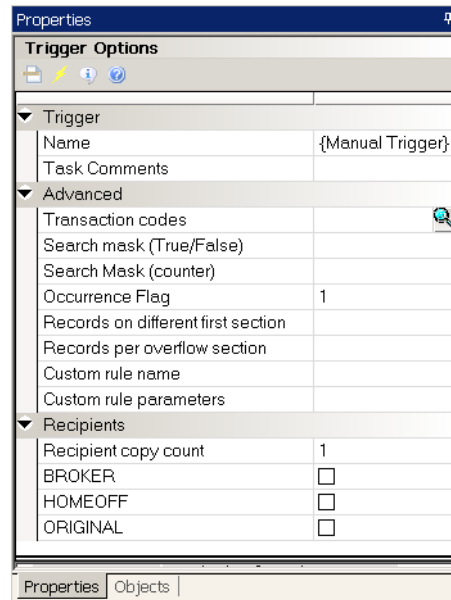 Properties
Trigger Options
Trigger
Name {Manual Trigger}
Task Comments
Advanced
Transaction codes
Search mask (True/False)
Search Mask (counter)
Occurrence Flag 1
Records on different first section
Records per overflow section
Custom rule name
Custom rule parameters
Recipients
Recipient copy count 1
BROKER
HOMEOFF
ORIGINAL
Properties Objects